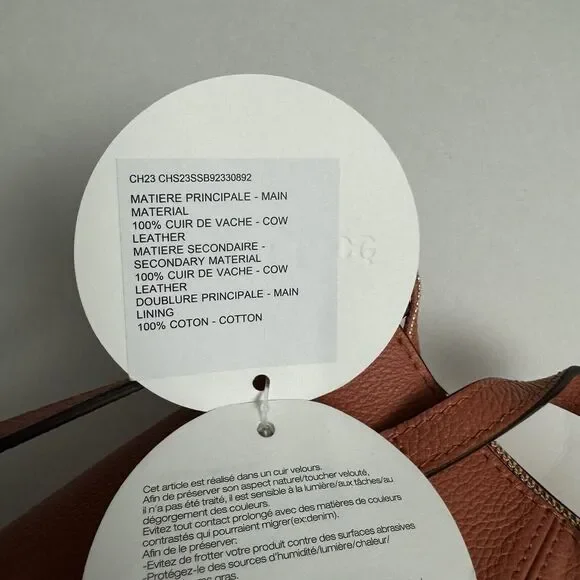 CH23 CHS23SSB92330892
MATIERE PRINCIPALE - MAIN
MATERIAL
100% CUIR DE VACHE - COW
LEATHER
MATIERE SECONDAIRE -
SECONDARY MATERIAL
100% CUIR DE VACHE - COW
LEATHER
DOUBLURE PRINCIPALE - MAIN
LINING
100% COTON - COTTON
Cet article est réalisé dans un cuir velours.
Afin de préserver son aspect naturel/toucher velouté,
il n'a pas été traité, il est sensible à la lumière/aux tâches/au
dégorgement des couleurs.
Evitez tout contact prolongé avec des matières de couleurs
contrastés qui pourraient migrer(ex:denim).
Afin de le préserver:
-Evitez de frotter votre produit contre des surfaces abrasives
-Protégez-le des sources d'humidité/lumière/chaleur/
gras.